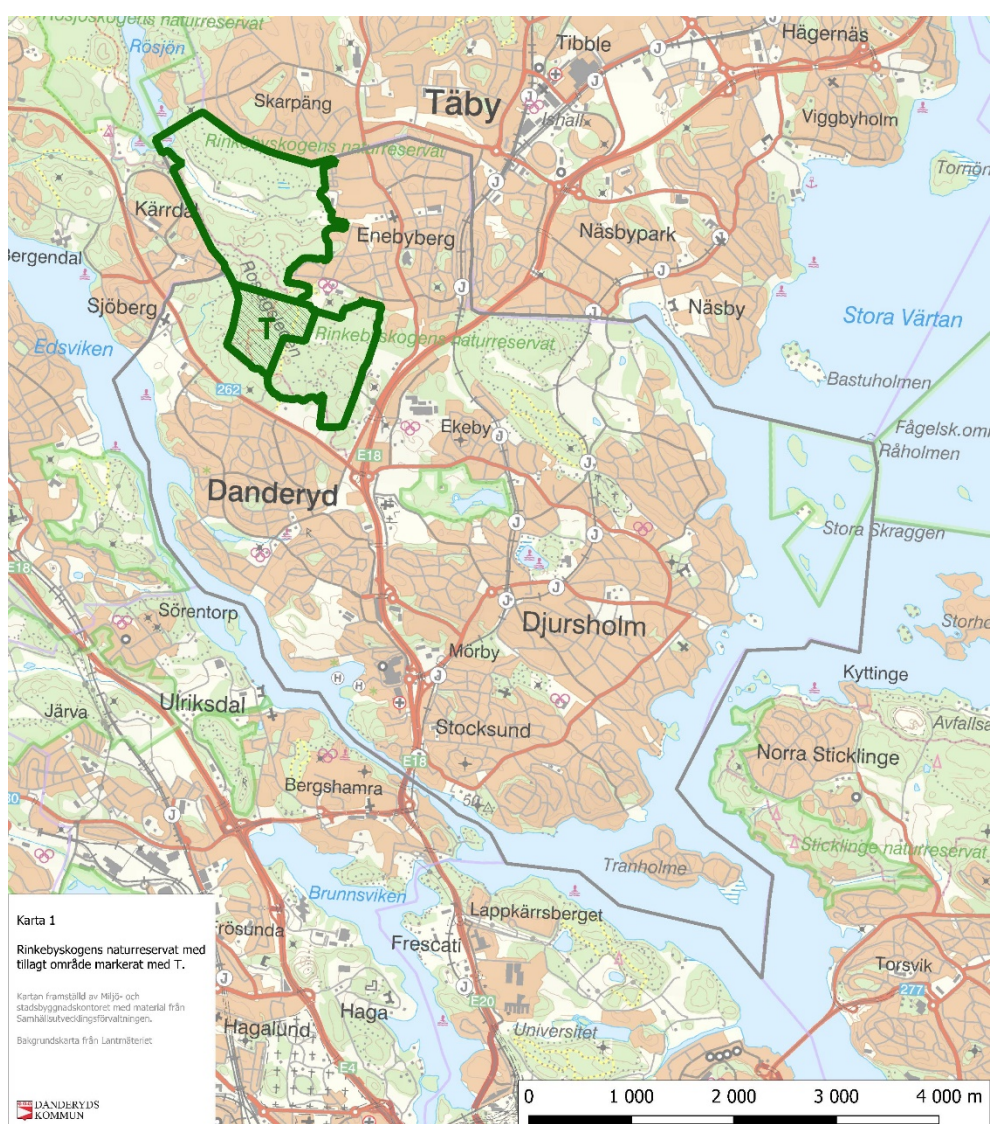 Rösjöskogens naturreservat
Rösjön
Tibble
Hägernäs
Skarpäng
Täby
Ishall
Viggbyholm
Rinkebyskogens naturreservat
Tornön
Kärrdal
Enebyberg
Näsbypark
Bergendal
Sjöberg
Roslagsleden
Näsby
Stora Värtan
T
Rinkebyskogens naturreservat
Edsviken
Bastuholmen
262
Ekeby
Fågelsk.omr
Råholmen
E18
Danderyd
Stora Skraggen
E18
Sörentorp
Djursholm
Storho
Mörby
Kyttinge
Järva
Ulriksdal
Avfallsa
Stocksund
Norra Sticklinge
E18
Bergshamra
Sticklinge naturreservat
Tranholme
Brunnsviken
Lappkärrsberget
Frescati
Torsvik
277
E20
Haga
Universitet
Hagalund
E4
Karta 1
Rinkebyskogens naturreservat med
tillagt område markerat med T.
Kartan framställd av Miljö- och
stadsbyggnadskontoret med material från
Samhällsutvecklingsförvaltningen.
Bakgrundskarta från Lantmäteriet
DANDERYDS
KOMMUN
0 1 000 2 000 3 000 4 000 m